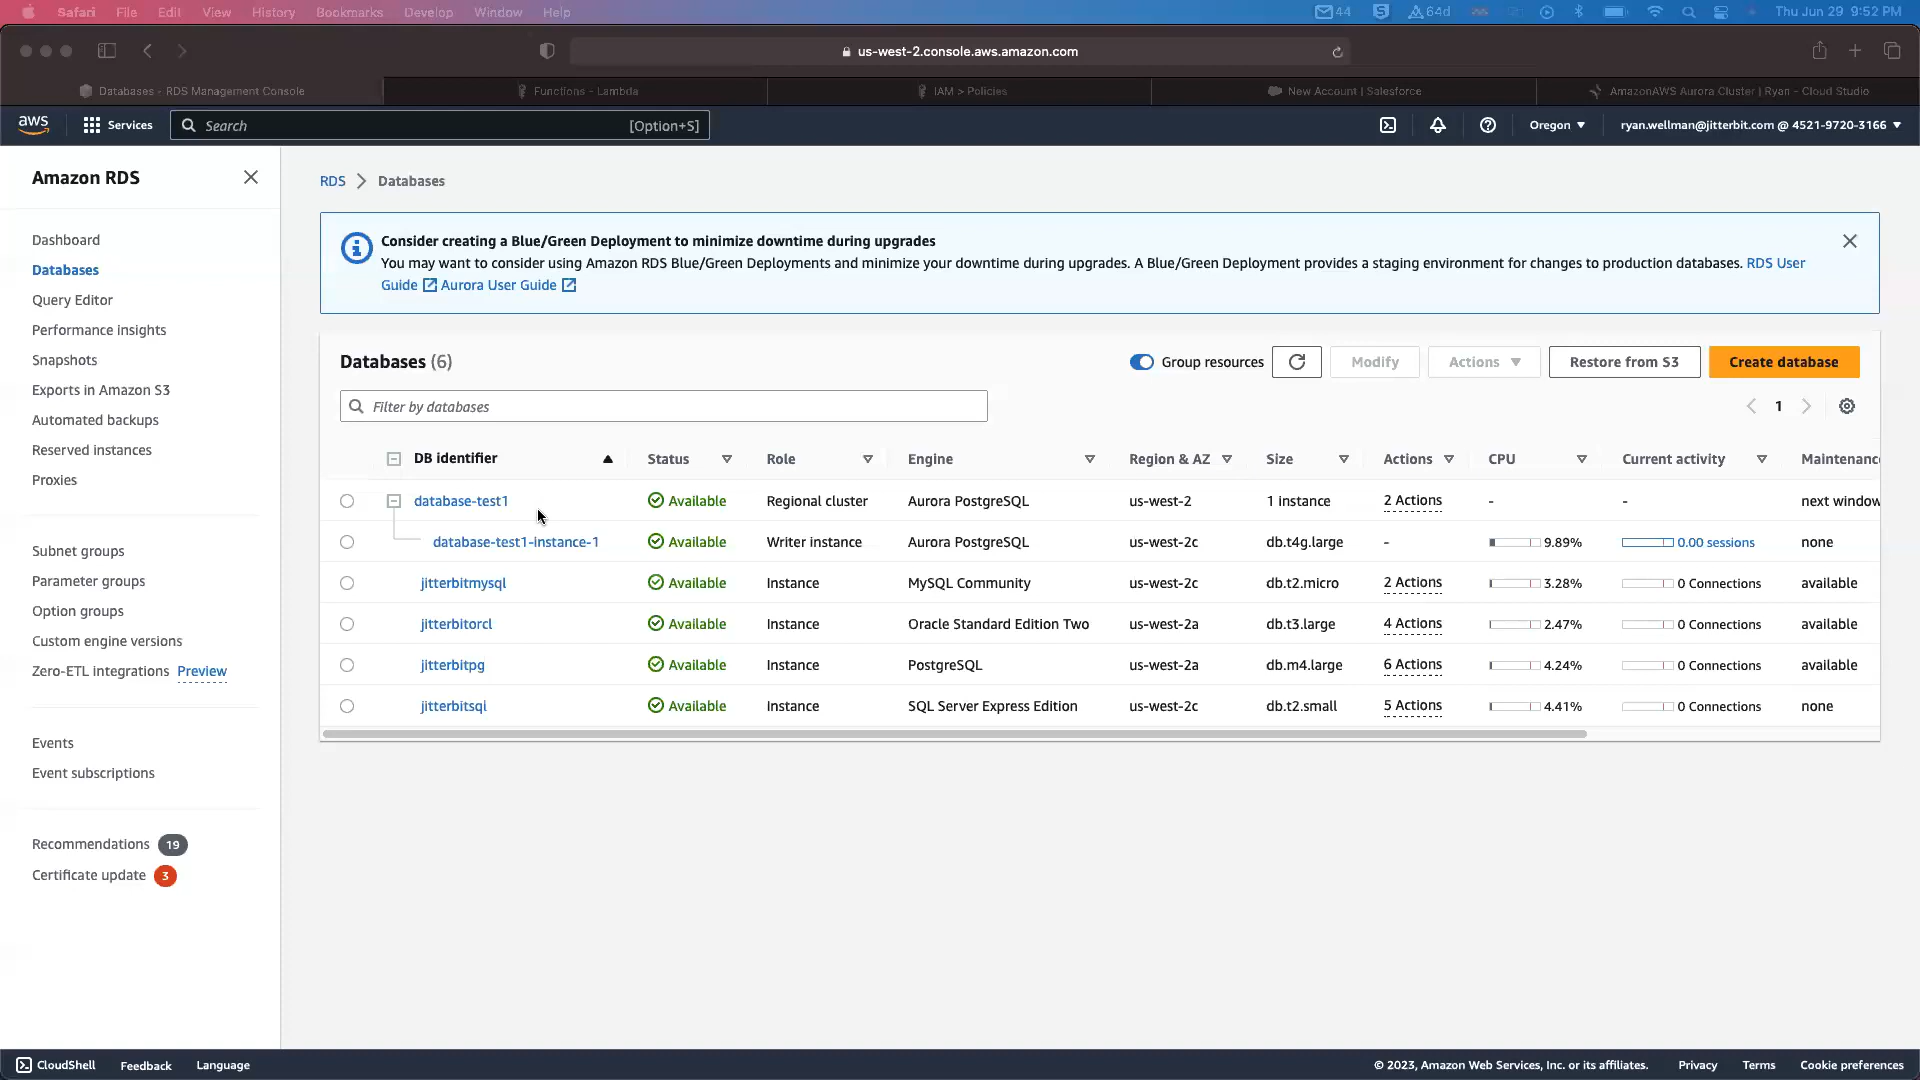 Safari File Edit View History Bookmarks Develop Window Help 44 64d Thu Jun 29 9:52 PM
us-west-2.console.aws.amazon.com
Databases - RDS Management Console Functions - Lambda IAM > Policies New Account | Salesforce AmazonAWS Aurora Cluster | Ryan - Cloud Studio
aws Services Search [Option+S] Oregon ryan.wellman@jitterbit.com @ 4521-9720-3166
Amazon RDS
Dashboard
Databases
Query Editor
Performance insights
Snapshots
Exports in Amazon S3
Automated backups
Reserved instances
Proxies
Subnet groups
Parameter groups
Option groups
Custom engine versions
Zero-ETL integrations Preview
Events
Event subscriptions
Recommendations 19
Certificate update 3
RDS > Databases
Consider creating a Blue/Green Deployment to minimize downtime during upgrades
You may want to consider using Amazon RDS Blue/Green Deployments and minimize your downtime during upgrades. A Blue/Green Deployment provides a staging environment for changes to production databases. RDS User
Guide Aurora User Guide
Databases (6) Group resources Modify Actions Restore from S3 Create database
Filter by databases 1
DB identifier Status Role Engine Region & AZ Size Actions CPU Current activity Maintenance
database-test1 Available Regional cluster Aurora PostgreSQL us-west-2 1 instance 2 Actions - - next window
database-test1-instance-1 Available Writer instance Aurora PostgreSQL us-west-2c db.t4g.large - 9.89% 0.00 sessions none
jitterbitmysql Available Instance MySQL Community us-west-2c db.t2.micro 2 Actions 3.28% 0 Connections available
jitterbitorcl Available Instance Oracle Standard Edition Two us-west-2a db.t3.large 4 Actions 2.47% 0 Connections available
jitterbitpg Available Instance PostgreSQL us-west-2a db.m4.large 6 Actions 4.24% 0 Connections available
jitterbitsql Available Instance SQL Server Express Edition us-west-2c db.t2.small 5 Actions 4.41% 0 Connections none
CloudShell Feedback Language © 2023, Amazon Web Services, Inc. or its affiliates. Privacy Terms Cookie preferences